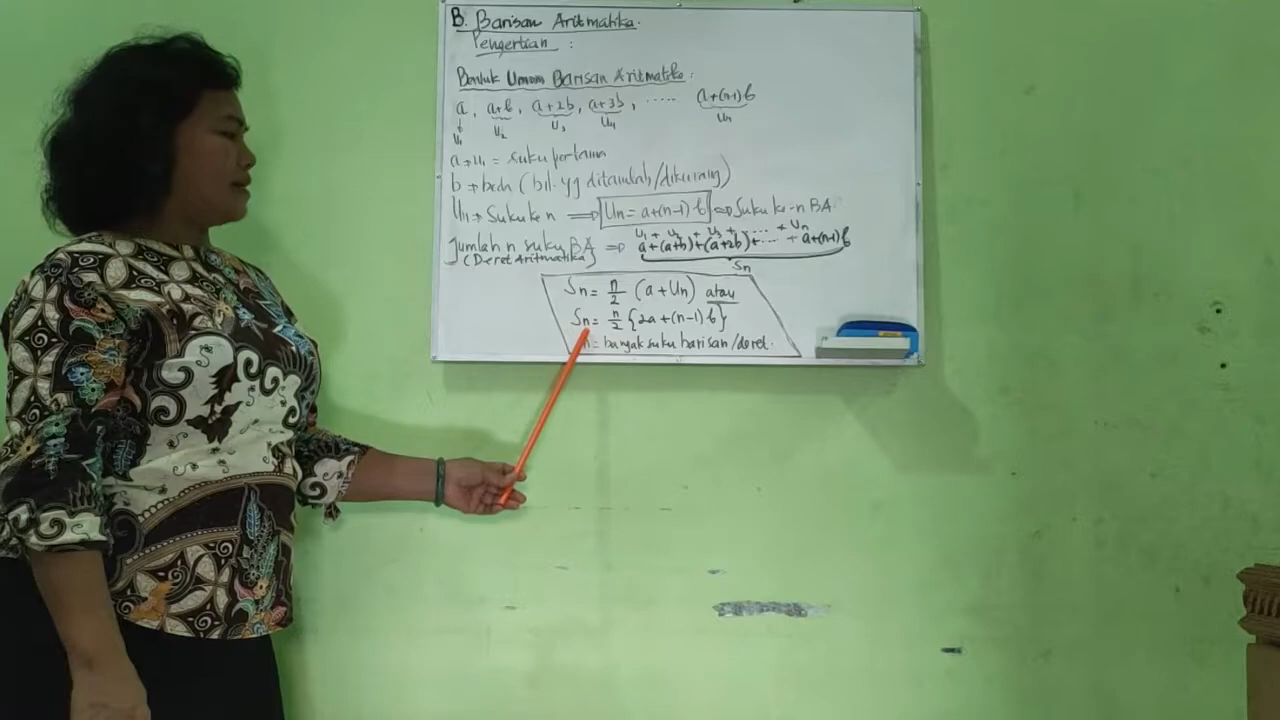 B. Barisan Aritmatika.
Pengertian :
Bentuk Umum Barisan Aritmatika :
a, a+b, a+2b, a+3b, ..... a+(n-1)b
U₁ U₂ U₃ U₄ Un
a → U₁ = suku pertama
b → beda (bil. yg ditambah/dikurang)
Un → Suku ke n ⇒ Un = a+(n-1) b ⇒ Suku ke-n BA
U₁ + U₂ + U₃ + ... + Un
Jumlah n suku BA ⇒ a+(a+b)+(a+2b)+.... + a+(n-1) b
(Deret Aritmatika)
Sn
Sn = n/2 (a + Un) atau
Sn = n/2 {2a + (n-1) b}
n = banyak suku barisan/deret.